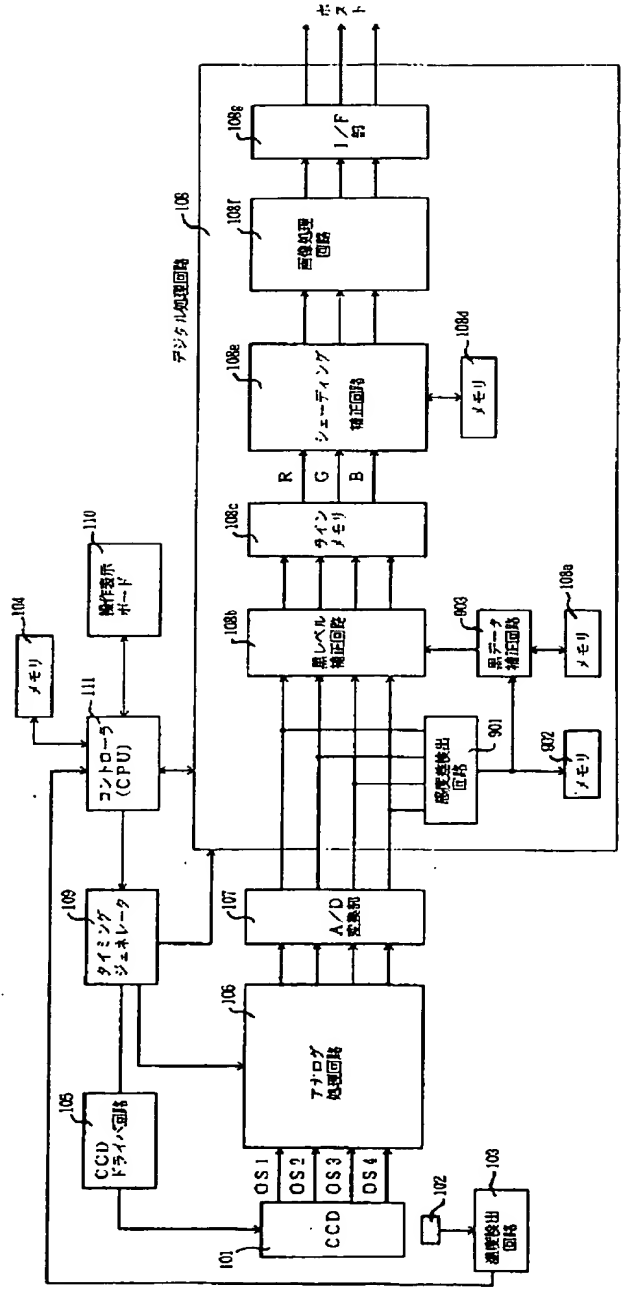 ホスト
デジタル処理回路
108
108g
I/F部
108f
画像処理
回路
108e
シェーディング
補正回路
108d
メモリ
R
G
B
108c
ライン
メモリ
108b
黒レベル
補正回路
903
黒データ
補正回路
108a
メモリ
901
感度差検出
回路
902
メモリ
104
メモリ
110
操作表示
ボード
111
コントローラ
(CPU)
109
タイミング
ジェネレータ
107
A/D
変換部
106
アナログ
処理回路
105
CCD
ドライバ回路
OS1
OS2
OS3
OS4
CCD
101
102
103
温度検出
回路